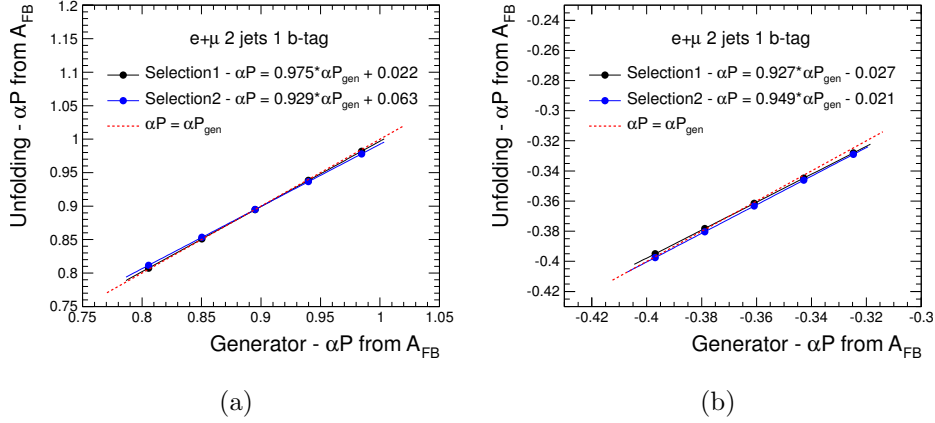 Unfolding - αP from A_FB
1.2
1.15
1.1
1.05
1
0.95
0.9
0.85
0.8
0.75
e+μ 2 jets 1 b-tag
Selection1 - αP = 0.975*αP_gen + 0.022
Selection2 - αP = 0.929*αP_gen + 0.063
αP = αP_gen
0.75 0.8 0.85 0.9 0.95 1 1.05
Generator - αP from A_FB
(a)
Unfolding - αP from A_FB
-0.24
-0.26
-0.28
-0.3
-0.32
-0.34
-0.36
-0.38
-0.4
-0.42
e+μ 2 jets 1 b-tag
Selection1 - αP = 0.927*αP_gen - 0.027
Selection2 - αP = 0.949*αP_gen - 0.021
αP = αP_gen
-0.42 -0.4 -0.38 -0.36 -0.34 -0.32 -0.3
Generator - αP from A_FB
(b)